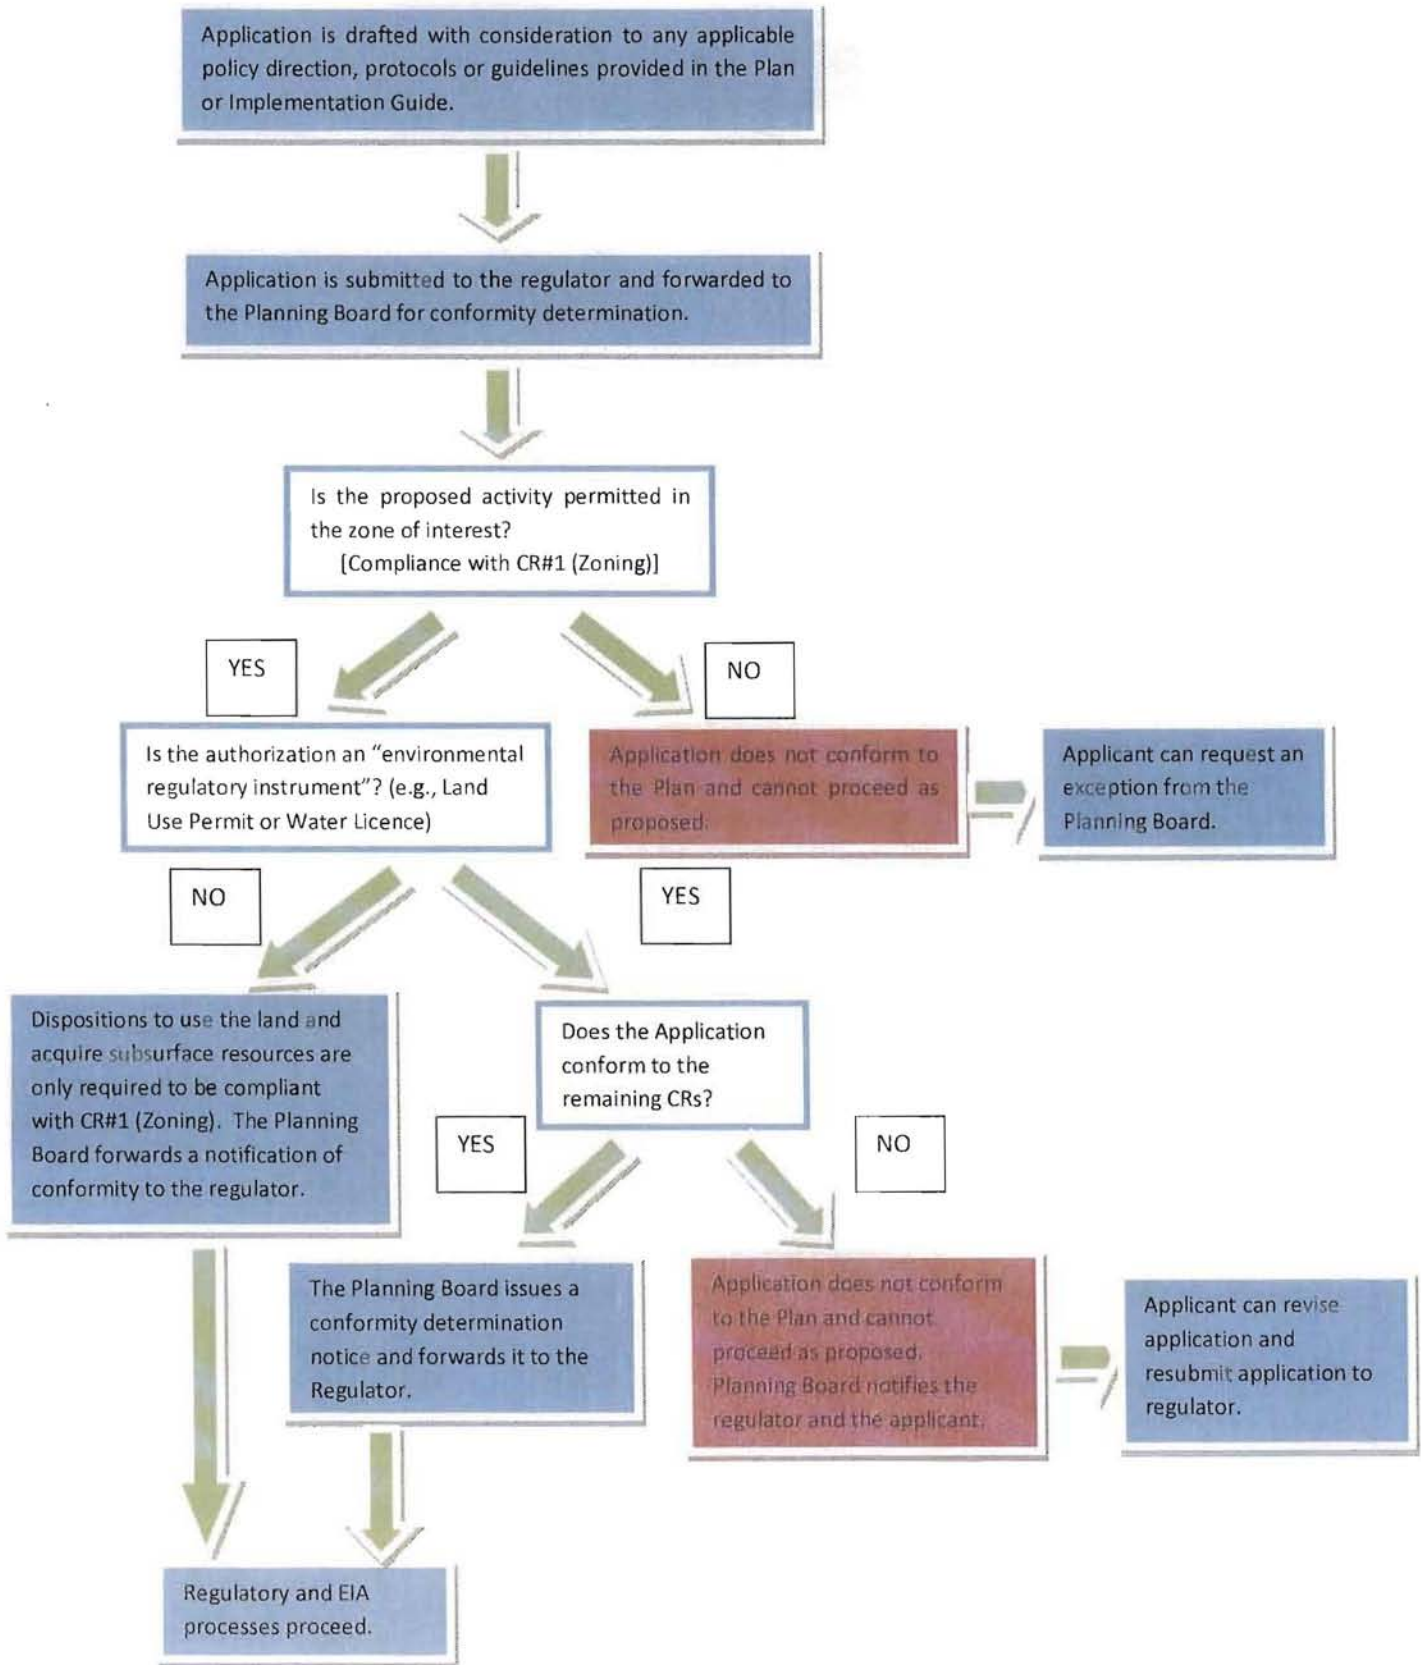 Application is drafted with consideration to any applicable
policy direction, protocols or guidelines provided in the Plan
or Implementation Guide.
Application is submitted to the regulator and forwarded to
the Planning Board for conformity determination.
Is the proposed activity permitted in
the zone of interest?
[Compliance with CR#1 (Zoning)]
YES
NO
Is the authorization an “environmental
regulatory instrument”? (e.g., Land
Use Permit or Water Licence)
Application does not conform to
the Plan and cannot proceed as
proposed.
Applicant can request an
exception from the
Planning Board.
NO
YES
Dispositions to use the land and
acquire subsurface resources are
only required to be compliant
with CR#1 (Zoning). The Planning
Board forwards a notification of
conformity to the regulator.
Does the Application
conform to the
remaining CRs?
YES
NO
The Planning Board issues a
conformity determination
notice and forwards it to the
Regulator.
Application does not conform
to the Plan and cannot
proceed as proposed.
Planning Board notifies the
regulator and the applicant.
Applicant can revise
application and
resubmit application to
regulator.
Regulatory and EIA
processes proceed.